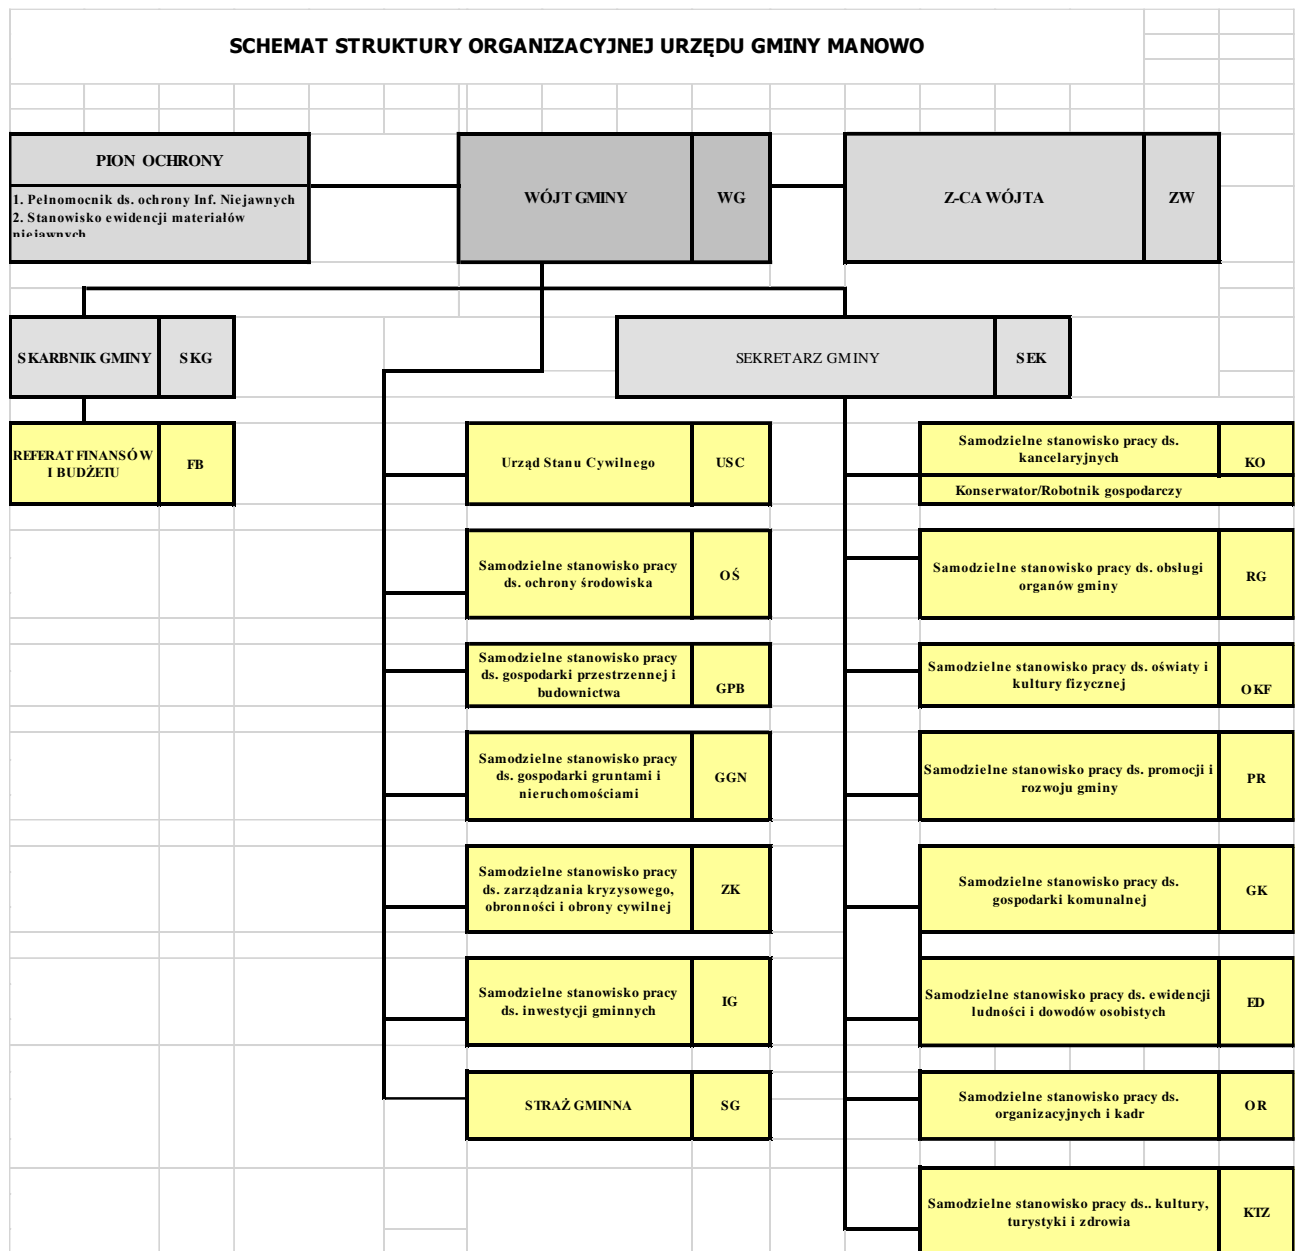 SCHEMAT STRUKTURY ORGANIZACYJNEJ URZĘDU GMINY MANOWO
PION OCHRONY
1. Pełnomocnik ds. ochrony Inf. Niejawnych
2. Stanowisko ewidencji materiałów
niejawnych
WÓJT GMINY
WG
Z-CA WÓJTA
ZW
SKARBNIK GMINY
SKG
SEKRETARZ GMINY
SEK
REFERAT FINANSÓW
I BUDŻETU
FB
Urząd Stanu Cywilnego
USC
Samodzielne stanowisko pracy
ds. ochrony środowiska
OŚ
Samodzielne stanowisko pracy
ds. gospodarki przestrzennej i
budownictwa
GPB
Samodzielne stanowisko pracy
ds. gospodarki gruntami i
nieruchomościami
GGN
Samodzielne stanowisko pracy
ds. zarządzania kryzysowego,
obronności i obrony cywilnej
ZK
Samodzielne stanowisko pracy
ds. inwestycji gminnych
IG
STRAŻ GMINNA
SG
Samodzielne stanowisko pracy ds.
kancelaryjnych
KO
Konserwator/Robotnik gospodarczy
Samodzielne stanowisko pracy ds. obsługi
organów gminy
RG
Samodzielne stanowisko pracy ds. oświaty i
kultury fizycznej
OKF
Samodzielne stanowisko pracy ds. promocji i
rozwoju gminy
PR
Samodzielne stanowisko pracy ds.
gospodarki komunalnej
GK
Samodzielne stanowisko pracy ds. ewidencji
ludności i dowodów osobistych
ED
Samodzielne stanowisko pracy ds.
organizacyjnych i kadr
OR
Samodzielne stanowisko pracy ds.. kultury,
turystyki i zdrowia
KTZ